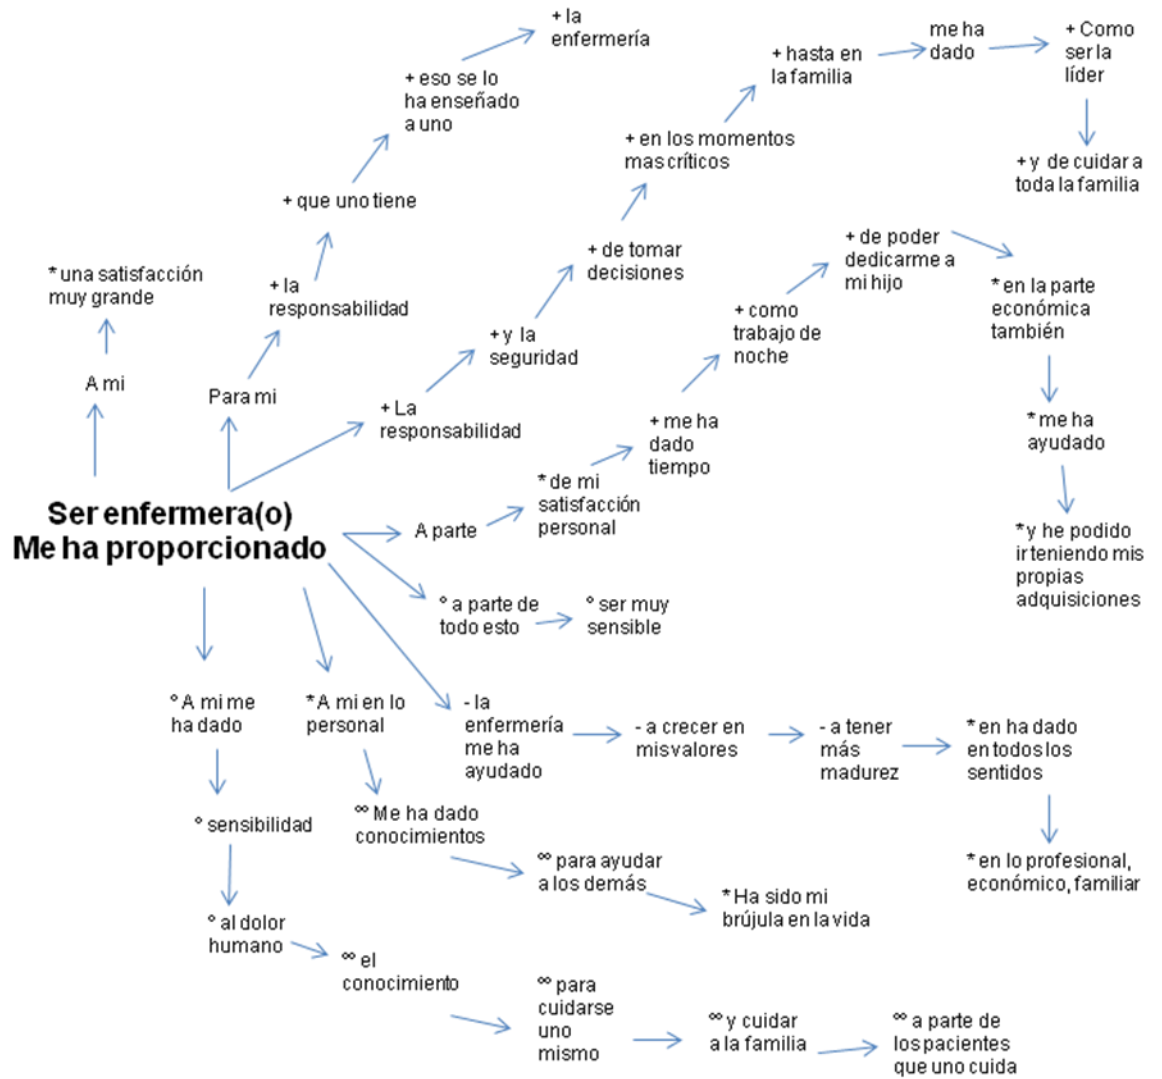 + la
enfermería
+ eso se lo
ha enseñado
a uno
+ que uno tiene
+ la
responsabilidad
Para mi
* una satisfacción
muy grande
A mi
+ hasta en
la familia
me ha
dado
+ Como
ser la
líder
+ y de cuidar a
toda la familia
+ en los momentos
mas críticos
+ de tomar
decisiones
+ y la
seguridad
+ La
responsabilidad
+ de poder
dedicarme a
mi hijo
+ como
trabajo de
noche
+ me ha
dado
tiempo
* de mi
satisfacción
personal
A parte
* en la parte
económica
también
* me ha
ayudado
* y he podido
ir teniendo mis
propias
adquisiciones
Ser enfermera(o)
Me ha proporcionado
° a parte de
todo esto
° ser muy
sensible
° A mi me
ha dado
° sensibilidad
° al dolor
humano
°° el
conocimiento
°° para
cuidarse
uno
mismo
°° y cuidar
a la familia
°° a parte de
los pacientes
que uno cuida
* A mi en lo
personal
°° Me ha dado
conocimientos
°° para ayudar
a los demás
* Ha sido mi
brújula en la vida
- la
enfermería
me ha
ayudado
- a crecer en
mis valores
- a tener
más
madurez
* en ha dado
en todos los
sentidos
* en lo profesional,
económico, familiar